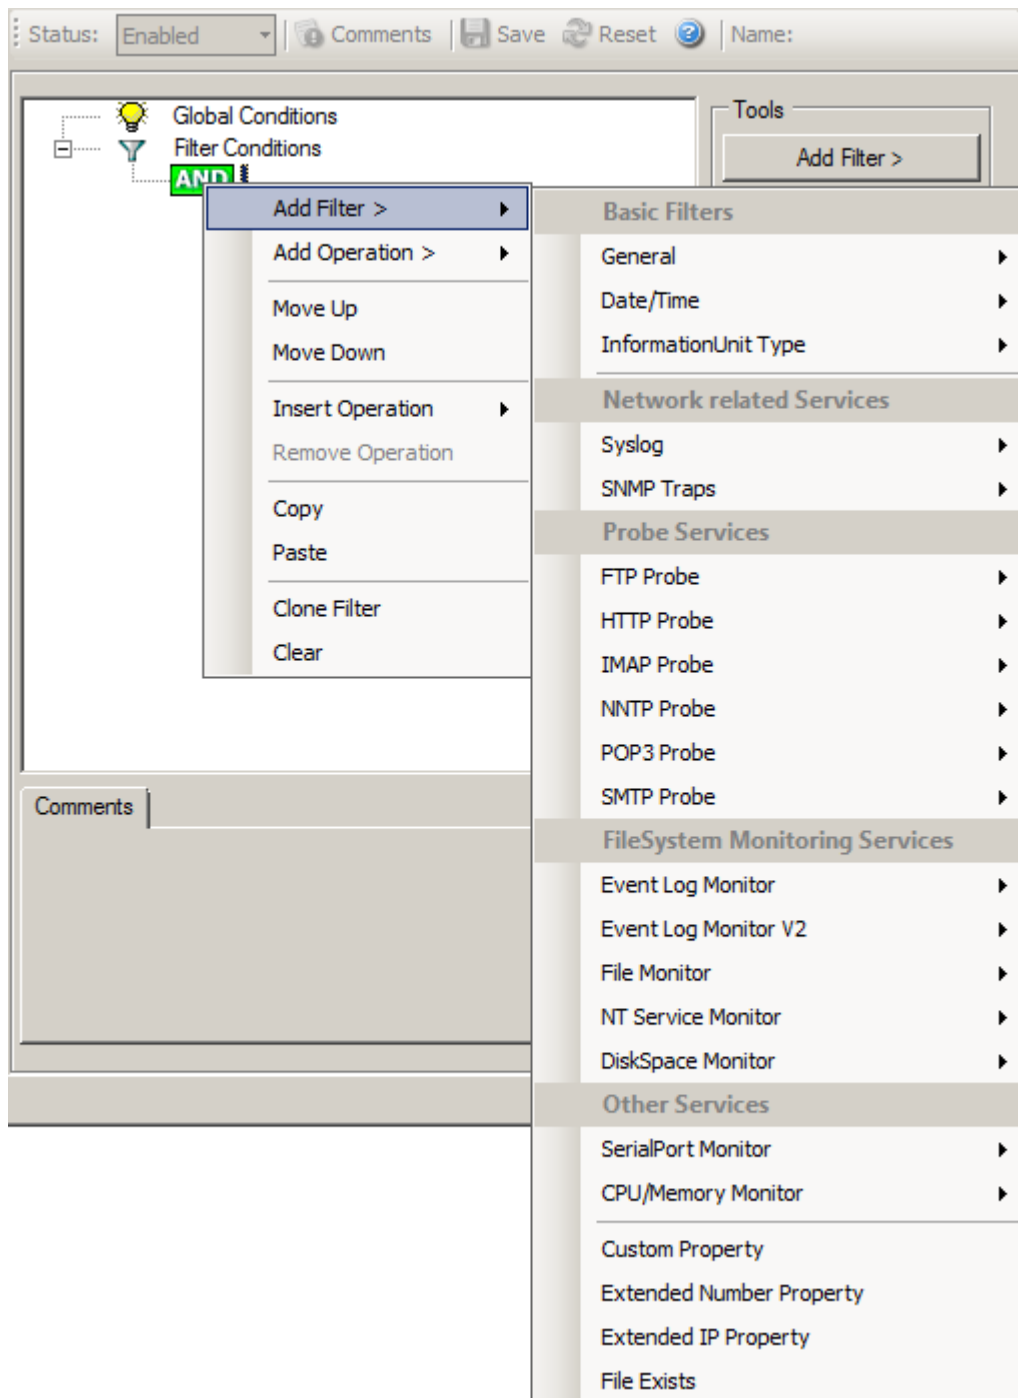 Status: Enabled Comments Save Reset Name:
Global Conditions
Filter Conditions
AND
Tools
Add Filter >
Add Filter >
Add Operation >
Move Up
Move Down
Insert Operation
Remove Operation
Copy
Paste
Clone Filter
Clear
Basic Filters
General
Date/Time
InformationUnit Type
Network related Services
Syslog
SNMP Traps
Probe Services
FTP Probe
HTTP Probe
IMAP Probe
NNTP Probe
POP3 Probe
SMTP Probe
FileSystem Monitoring Services
Event Log Monitor
Event Log Monitor V2
File Monitor
NT Service Monitor
DiskSpace Monitor
Other Services
SerialPort Monitor
CPU/Memory Monitor
Custom Property
Extended Number Property
Extended IP Property
File Exists
Comments